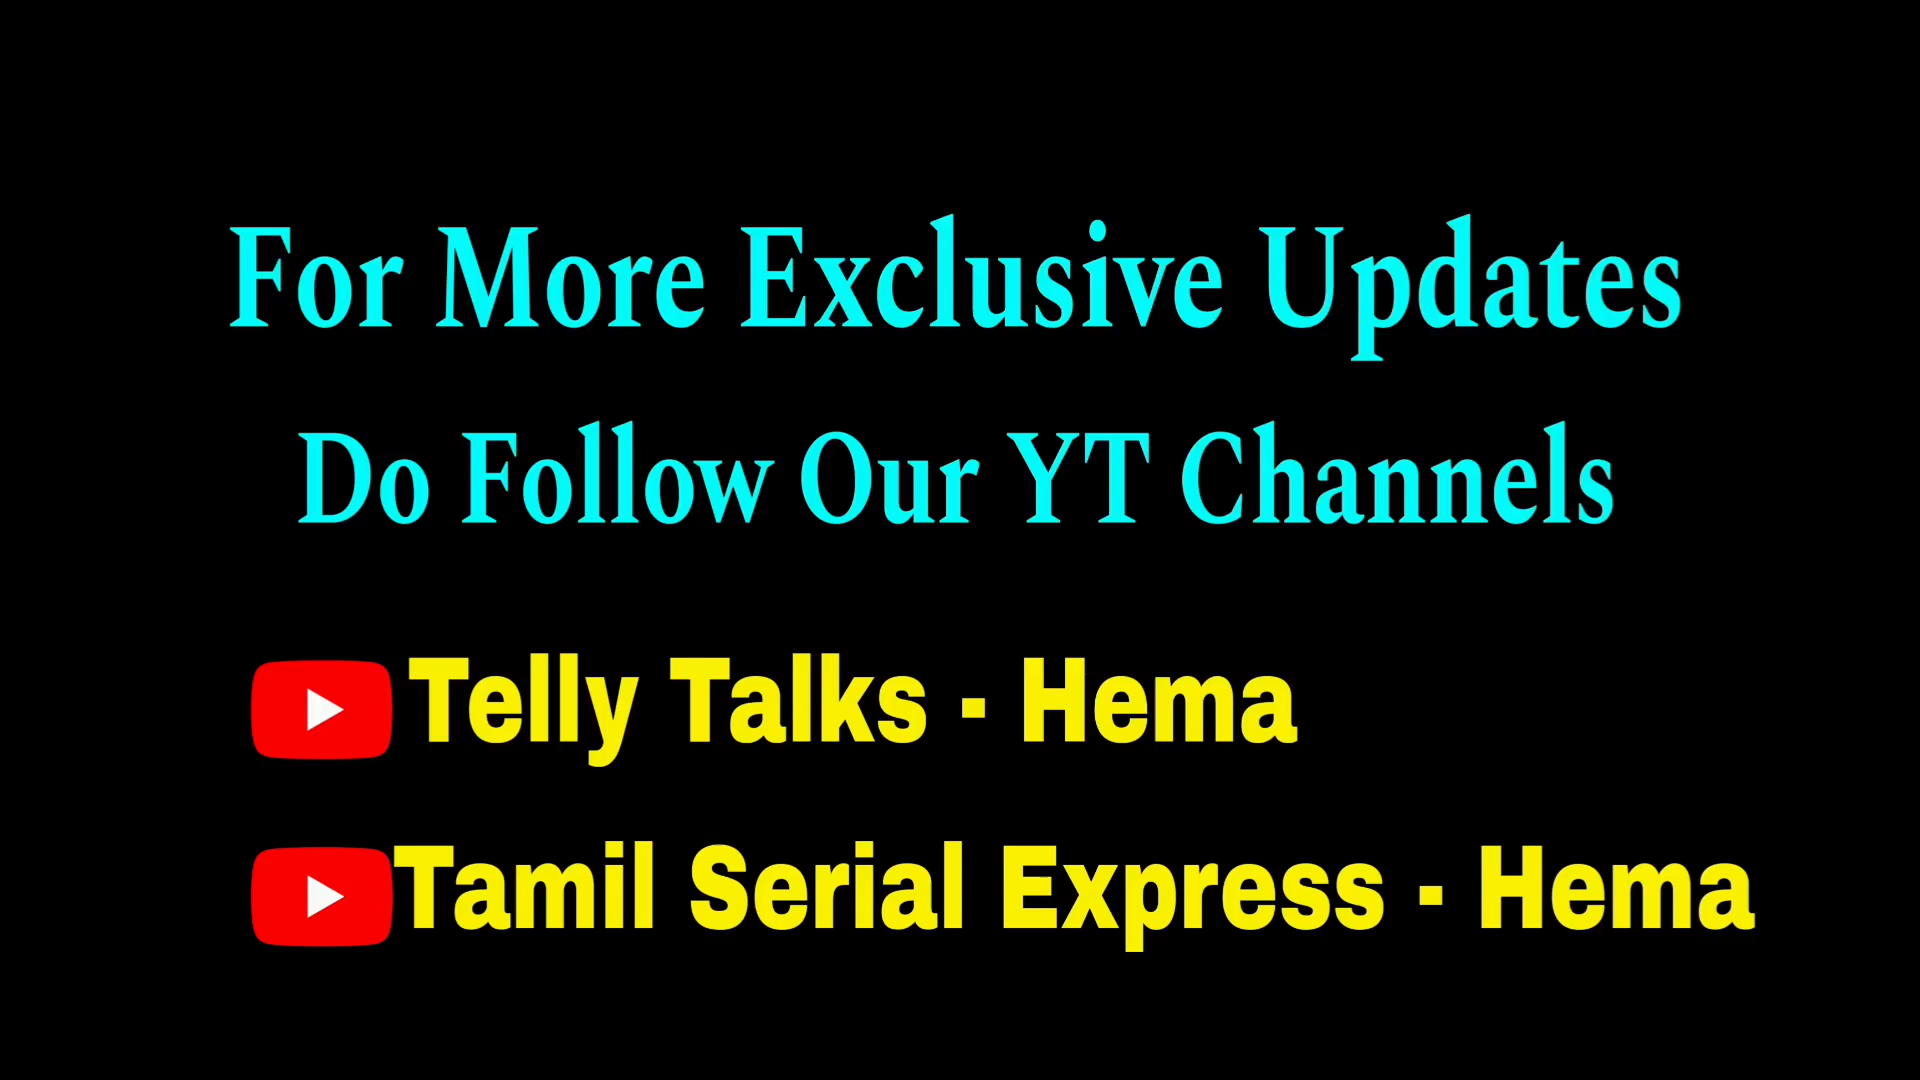 For More Exclusive Updates
Do Follow Our YT Channels
Telly Talks - Hema
Tamil Serial Express - Hema